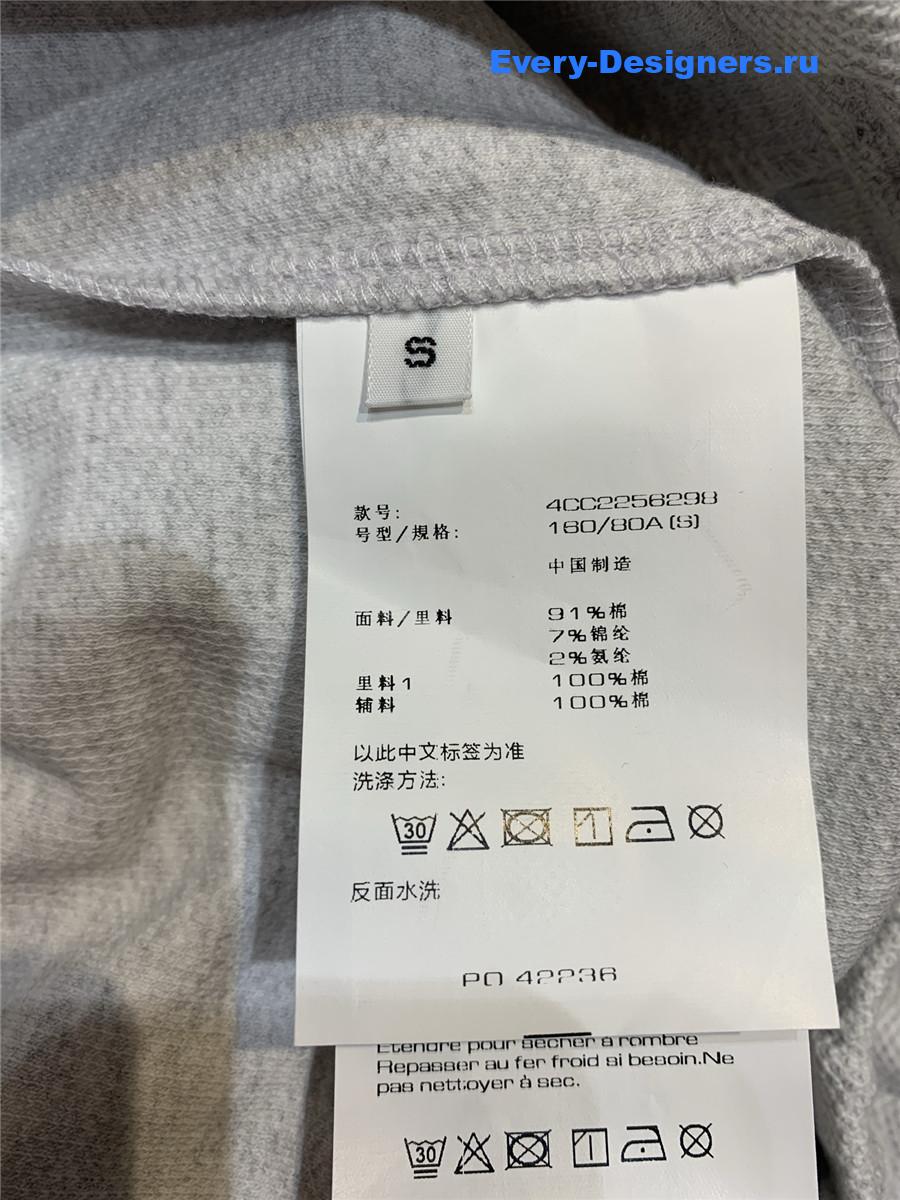 Every-Designers.ru
S
款号: 4CC2256298
号型/規格: 160/80A (S)
中国制造
面料/里料 91%棉
7%锦纶
2%氨纶
里料1 100%棉
辅料 100%棉
以此中文标签为准
洗涤方法:
30
反面水洗
PO 42236
Etendre pour sécher à l'ombre
Repasser au fer froid si besoin.Ne
pas nettoyer à sec.
30